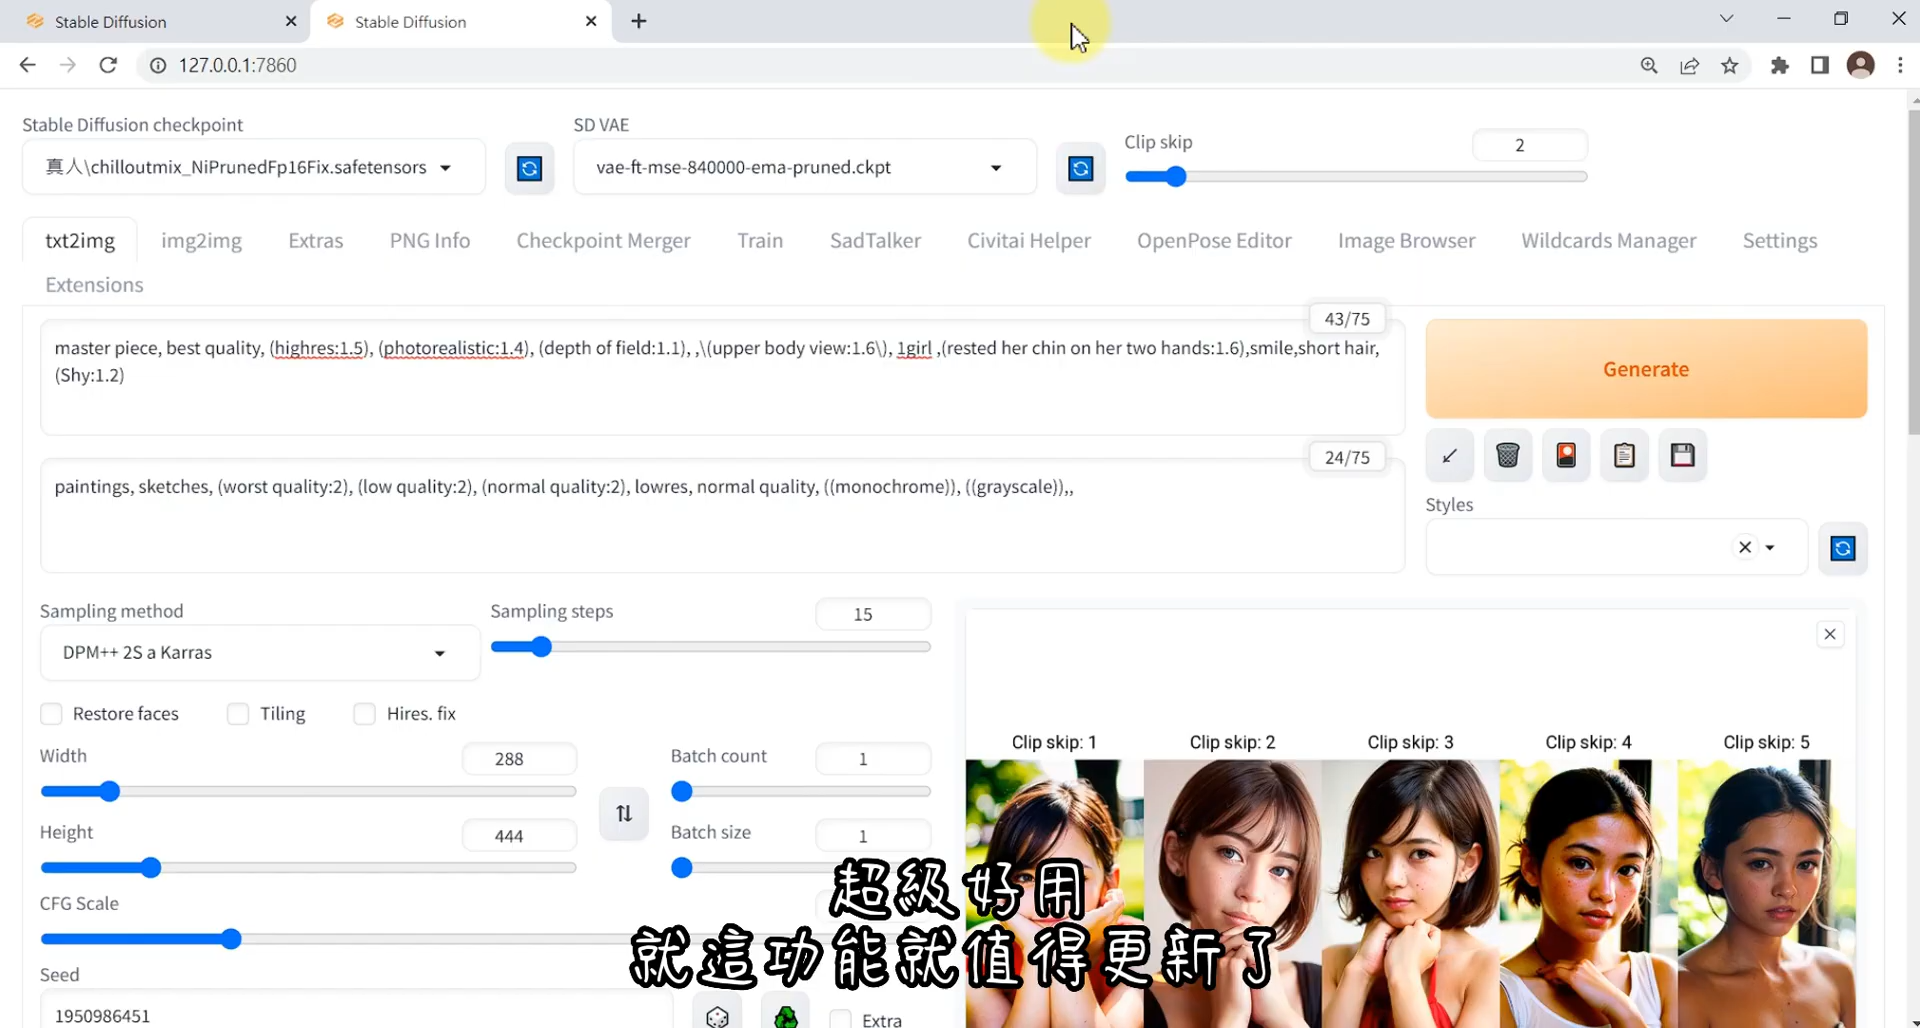 Stable Diffusion
Stable Diffusion
127.0.0.1:7860
Stable Diffusion checkpoint
真人\chilloutmix_NiPrunedFp16Fix.safetensors
SD VAE
vae-ft-mse-840000-ema-pruned.ckpt
Clip skip
2
txt2img
img2img
Extras
PNG Info
Checkpoint Merger
Train
SadTalker
Civitai Helper
OpenPose Editor
Image Browser
Wildcards Manager
Settings
Extensions
43/75
master piece, best quality, (highres:1.5), (photorealistic:1.4), (depth of field:1.1), ,\(upper body view:1.6\), 1girl ,(rested her chin on her two hands:1.6),smile,short hair,
(Shy:1.2)
Generate
24/75
paintings, sketches, (worst quality:2), (low quality:2), (normal quality:2), lowres, normal quality, ((monochrome)), ((grayscale)),,
Styles
Sampling method
DPM++ 2S a Karras
Sampling steps
15
Restore faces
Tiling
Hires. fix
Width
288
Batch count
1
Height
444
Batch size
1
CFG Scale
Seed
1950986451
Extra
Clip skip: 1
Clip skip: 2
Clip skip: 3
Clip skip: 4
Clip skip: 5
超級好用
就這功能就值得更新了